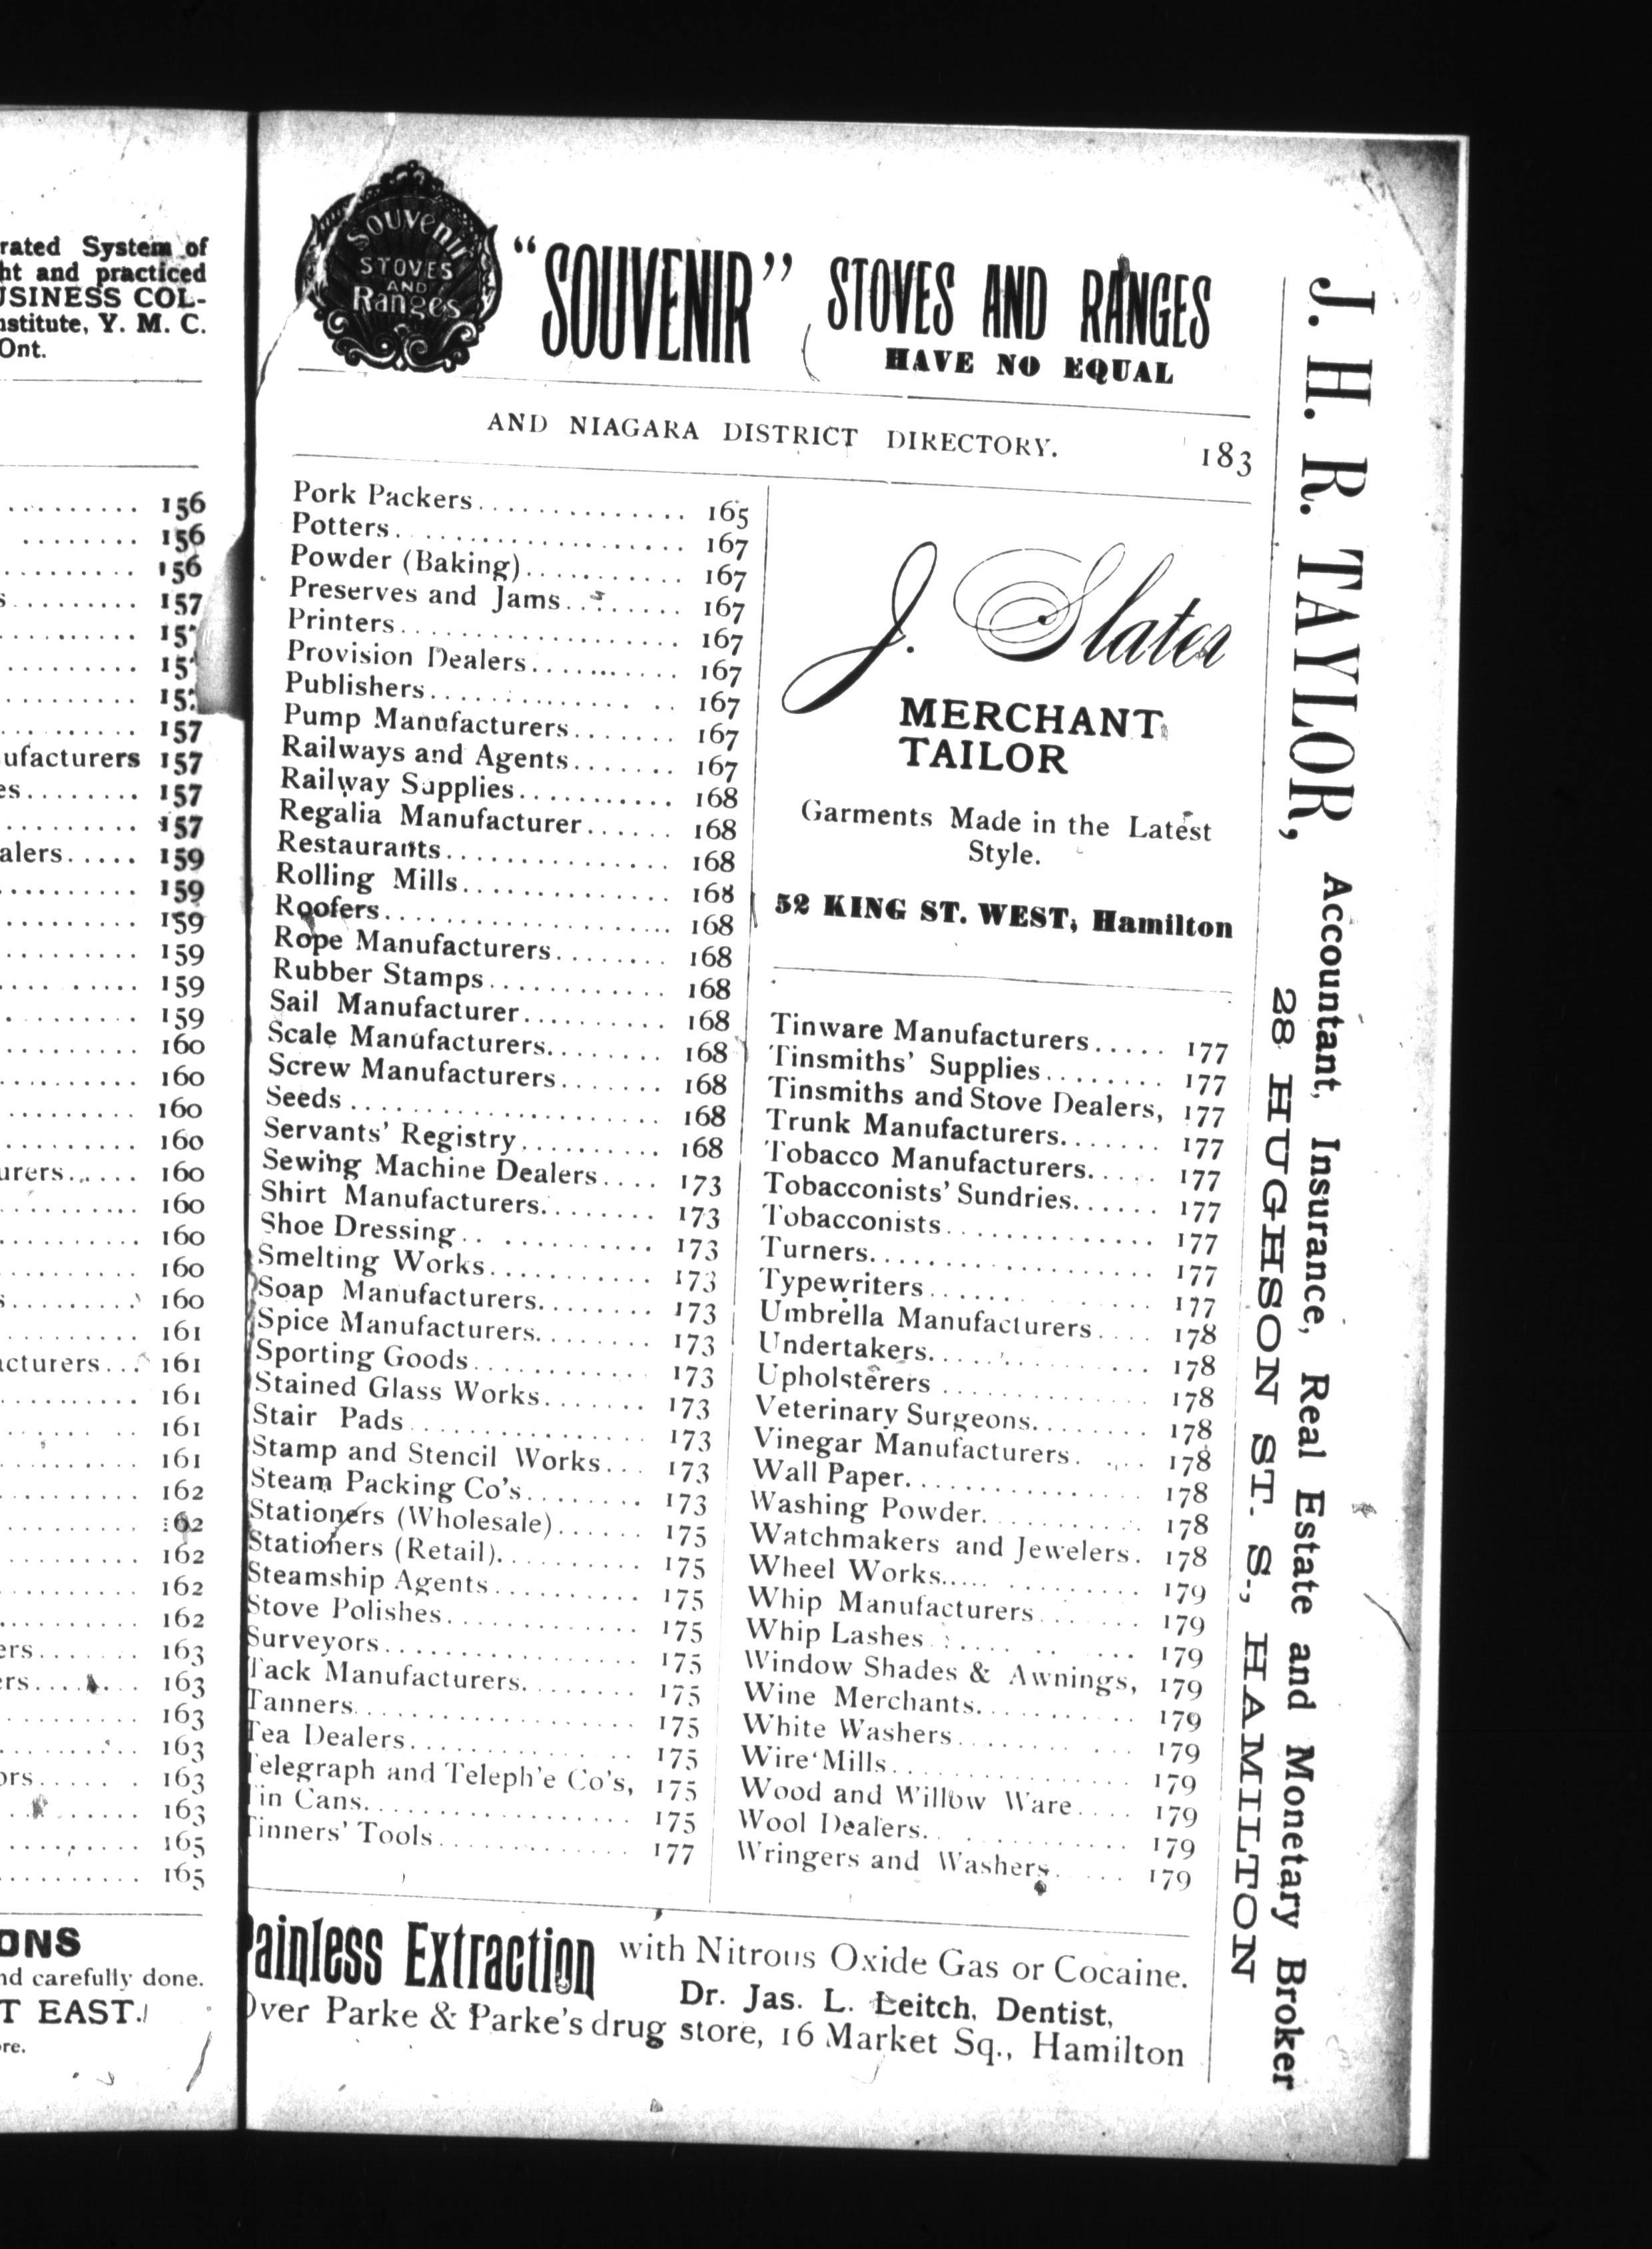 rated System of
ht and practiced
USINESS COL-
nstitute, Y. M. C.
Ont.
156
156
156
s......... 157
157
ufacturers 157
es........ 157
157
alers..... 159
159
159
159
159
159
160
160
160
160
urers..... 160
160
160
160
s......... 160
161
acturers... 161
161
161
161
162
162
162
162
162
ers....... 163
rs........ 163
163
163
ors....... 163
163
165
165
ONS
nd carefully done.
T EAST.
re.
Souvenir
STOVES
AND
Ranges
"SOUVENIR" STOVES AND RANGES
HAVE NO EQUAL
AND NIAGARA DISTRICT DIRECTORY. 183
Pork Packers.............. 165
Potters.................... 167
Powder (Baking)........... 167
Preserves and Jams........ 167
Printers................... 167
Provision Dealers.......... 167
Publishers................. 167
Pump Manufacturers....... 167
Railways and Agents....... 167
Railway Supplies........... 168
Regalia Manufacturer...... 168
Restaurants............... 168
Rolling Mills.............. 168
Roofers................... 168
Rope Manufacturers........ 168
Rubber Stamps............ 168
Sail Manufacturer.......... 168
Scale Manufacturers........ 168
Screw Manufacturers....... 168
Seeds..................... 168
Servants' Registry.......... 168
Sewing Machine Dealers.... 173
Shirt Manufacturers........ 173
Shoe Dressing............ 173
Smelting Works........... 173
Soap Manufacturers........ 173
Spice Manufacturers........ 173
Sporting Goods............ 173
Stained Glass Works....... 173
Stair Pads................. 173
Stamp and Stencil Works... 173
Steam Packing Co's........ 173
Stationers (Wholesale)...... 175
Stationers (Retail).......... 175
Steamship Agents.......... 175
Stove Polishes............. 175
Surveyors................. 175
Tack Manufacturers........ 175
Tanners................... 175
Tea Dealers............... 175
Telegraph and Teleph'e Co's, 175
Tin Cans.................. 175
Tinners' Tools............. 177
J. Slater
MERCHANT
TAILOR
Garments Made in the Latest
Style.
52 KING ST. WEST, Hamilton
Tinware Manufacturers..... 177
Tinsmiths' Supplies........ 177
Tinsmiths and Stove Dealers, 177
Trunk Manufacturers....... 177
Tobacco Manufacturers..... 177
Tobacconists' Sundries...... 177
Tobacconists.............. 177
Turners................... 177
Typewriters............... 177
Umbrella Manufacturers.... 178
Undertakers............... 178
Upholsterers.............. 178
Veterinary Surgeons........ 178
Vinegar Manufacturers..... 178
Wall Paper................ 178
Washing Powder........... 178
Watchmakers and Jewelers. 178
Wheel Works.............. 179
Whip Manufacturers....... 179
Whip Lashes.............. 179
Window Shades & Awnings, 179
Wine Merchants........... 179
White Washers............ 179
Wire Mills................ 179
Wood and Willow Ware.... 179
Wool Dealers............. 179
Wringers and Washers..... 179
Painless Extraction with Nitrous Oxide Gas or Cocaine.
Dr. Jas. L. Leitch, Dentist,
Over Parke & Parke's drug store, 16 Market Sq., Hamilton
J. H. R. TAYLOR, Accountant, Insurance, Real Estate and Monetary Broker
28 HUGHSON ST. S., HAMILTON